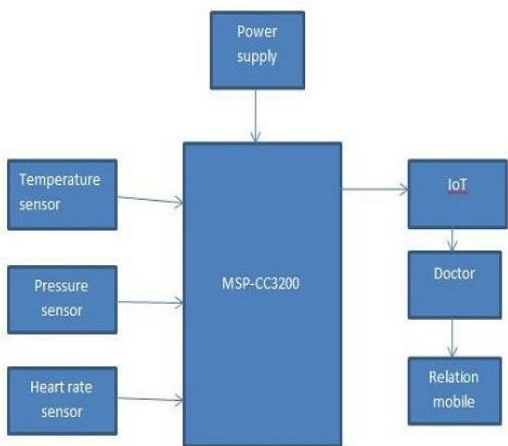 Power
supply
Temperature
sensor
IoT
MSP-CC3200
Pressure
sensor
Doctor
Heart rate
sensor
Relation
mobile